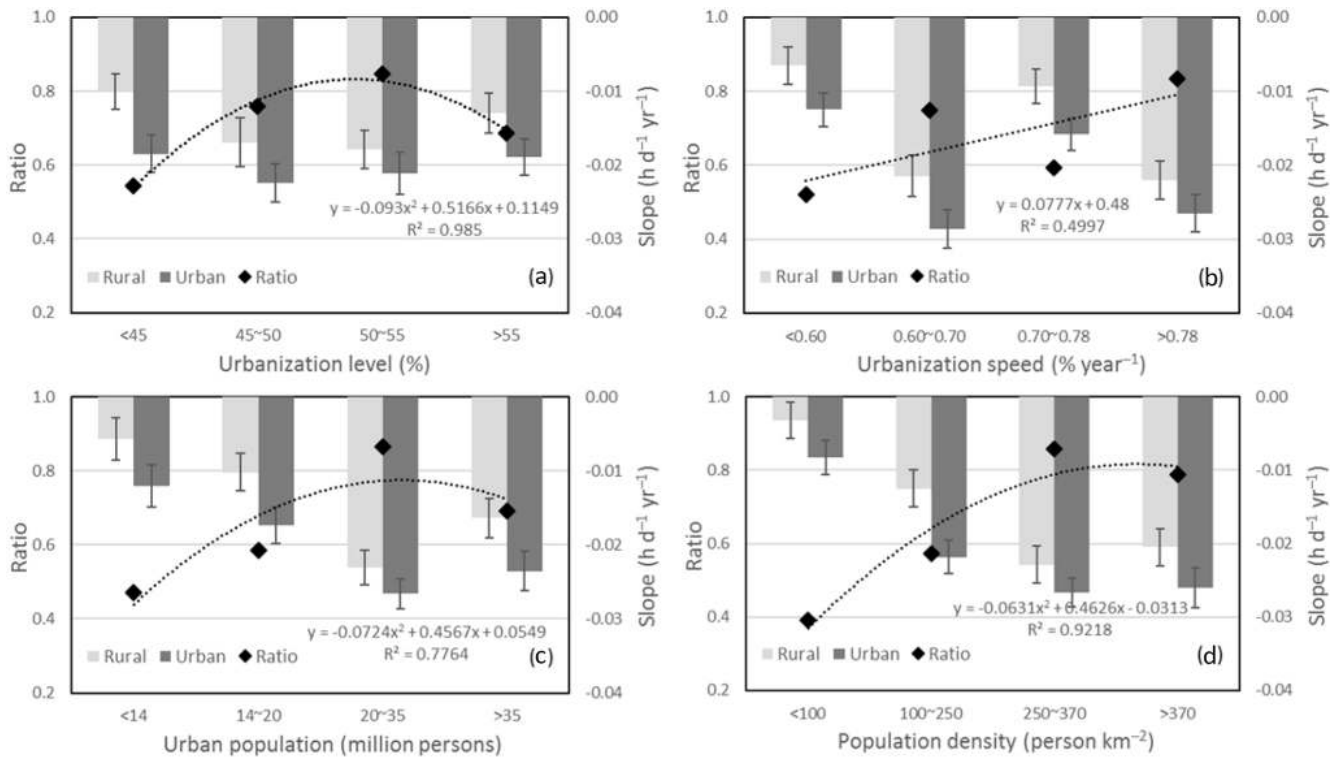 1.0
0.8
0.6
0.4
0.2
Ratio
0.00
-0.01
-0.02
-0.03
-0.04
Slope (h d⁻¹ yr⁻¹)
y = -0.093x² + 0.5166x + 0.1149
R² = 0.985
Rural Urban Ratio
(a)
<45 45~50 50~55 >55
Urbanization level (%)
1.0
0.8
0.6
0.4
0.2
Ratio
0.00
-0.01
-0.02
-0.03
-0.04
Slope (h d⁻¹ yr⁻¹)
y = 0.0777x + 0.48
R² = 0.4997
Rural Urban Ratio
(b)
<0.60 0.60~0.70 0.70~0.78 >0.78
Urbanization speed (% year⁻¹)
1.0
0.8
0.6
0.4
0.2
Ratio
0.00
-0.01
-0.02
-0.03
-0.04
Slope (h d⁻¹ yr⁻¹)
y = -0.0724x² + 0.4567x + 0.0549
R² = 0.7764
Rural Urban Ratio
(c)
<14 14~20 20~35 >35
Urban population (million persons)
1.0
0.8
0.6
0.4
0.2
Ratio
0.00
-0.01
-0.02
-0.03
-0.04
Slope (h d⁻¹ yr⁻¹)
y = -0.0631x² + 0.4626x - 0.0313
R² = 0.9218
Rural Urban Ratio
(d)
<100 100~250 250~370 >370
Population density (person km⁻²)